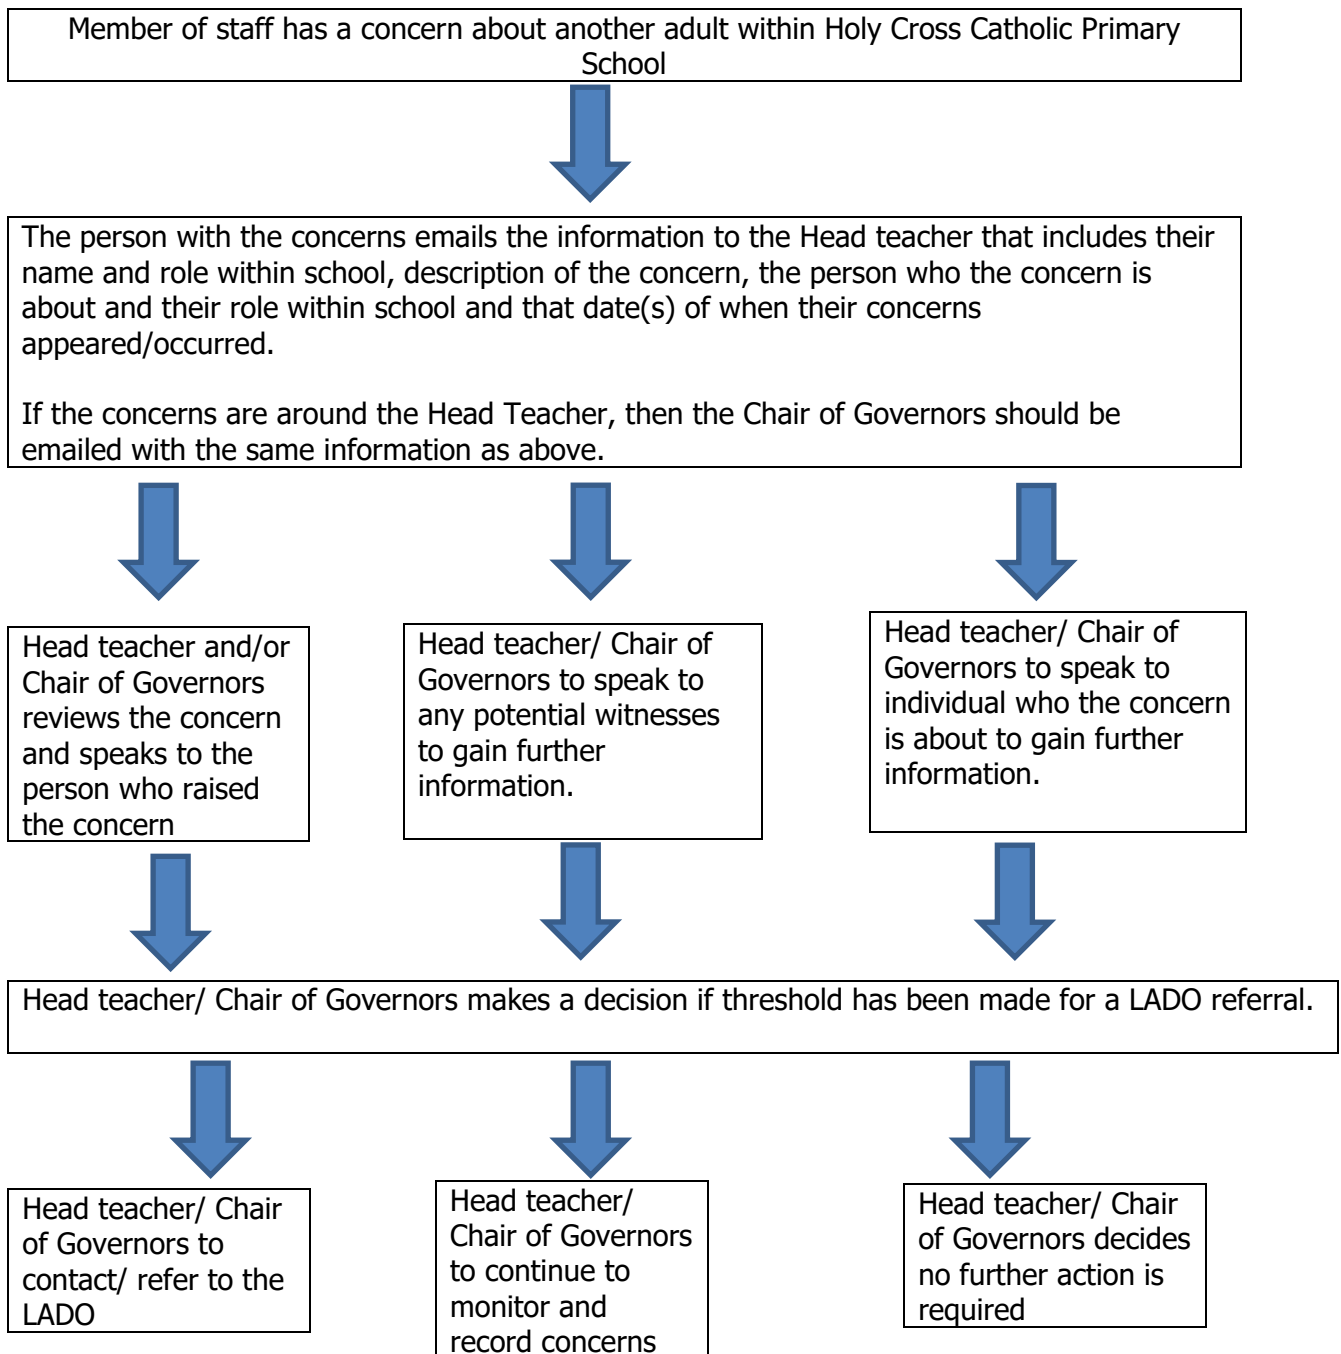 Member of staff has a concern about another adult within Holy Cross Catholic Primary
School
The person with the concerns emails the information to the Head teacher that includes their
name and role within school, description of the concern, the person who the concern is
about and their role within school and that date(s) of when their concerns
appeared/occurred.
If the concerns are around the Head Teacher, then the Chair of Governors should be
emailed with the same information as above.
Head teacher and/or
Chair of Governors
reviews the concern
and speaks to the
person who raised
the concern
Head teacher/ Chair of
Governors to speak to
any potential witnesses
to gain further
information.
Head teacher/ Chair of
Governors to speak to
individual who the concern
is about to gain further
information.
Head teacher/ Chair of Governors makes a decision if threshold has been made for a LADO referral.
Head teacher/ Chair
of Governors to
contact/ refer to the
LADO
Head teacher/
Chair of Governors
to continue to
monitor and
record concerns
Head teacher/ Chair
of Governors decides
no further action is
required